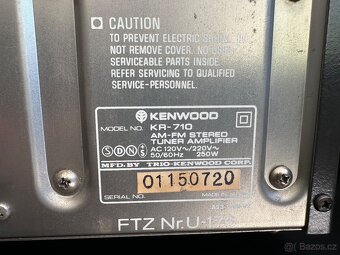 CAUTION
TO PREVENT ELECTRIC
NOT REMOVE COVER. NO
SERVICEABLE PARTS INSIDE.
REFER SERVICING TO QUALIFIED
SERVICE-PERSONNEL.
KENWOOD
MODEL NO. KR-710
AM-FM STEREO
TUNER AMPLIFIER
S D N
AC 120V~/220V~
50/60Hz 250W
MFD. BY TRIO-KENWOOD CORP.
01150720
SERIAL NO.
FTZ Nr.
bazos.cz